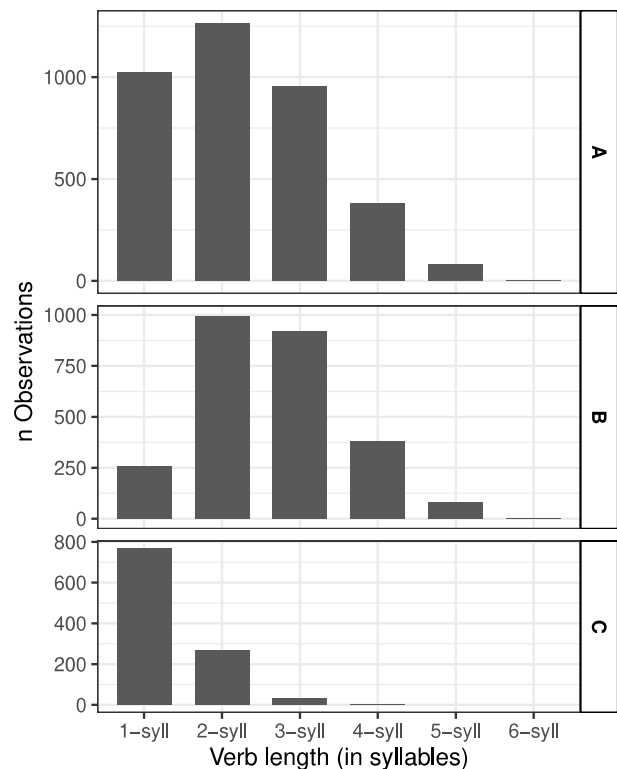 1000
500
0
A
1000
750
500
250
0
B
800
600
400
200
0
C
n Observations
1−syll 2−syll 3−syll 4−syll 5−syll 6−syll
Verb length (in syllables)